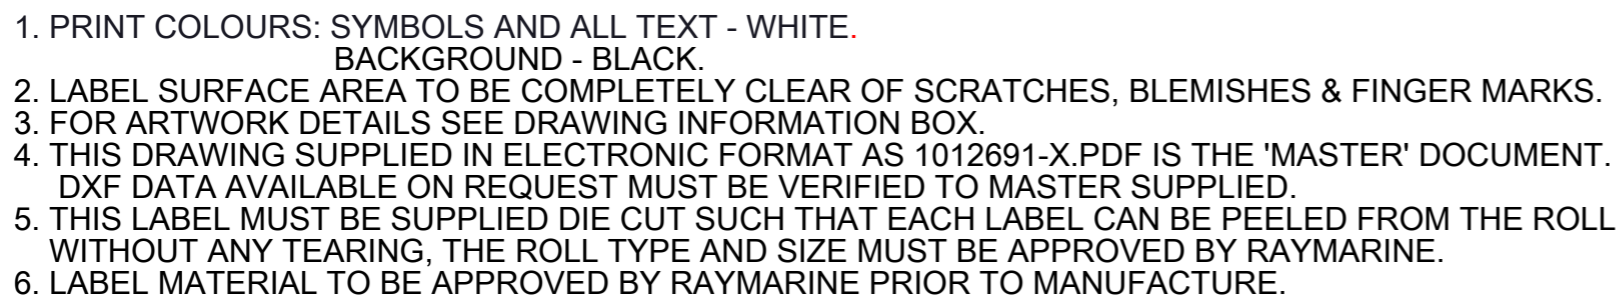 1. PRINT COLOURS: SYMBOLS AND ALL TEXT - WHITE.
BACKGROUND - BLACK.
2. LABEL SURFACE AREA TO BE COMPLETELY CLEAR OF SCRATCHES, BLEMISHES & FINGER MARKS.
3. FOR ARTWORK DETAILS SEE DRAWING INFORMATION BOX.
4. THIS DRAWING SUPPLIED IN ELECTRONIC FORMAT AS 1012691-X.PDF IS THE 'MASTER' DOCUMENT.
DXF DATA AVAILABLE ON REQUEST MUST BE VERIFIED TO MASTER SUPPLIED.
5. THIS LABEL MUST BE SUPPLIED DIE CUT SUCH THAT EACH LABEL CAN BE PEELED FROM THE ROLL
WITHOUT ANY TEARING, THE ROLL TYPE AND SIZE MUST BE APPROVED BY RAYMARINE.
6. LABEL MATERIAL TO BE APPROVED BY RAYMARINE PRIOR TO MANUFACTURE.